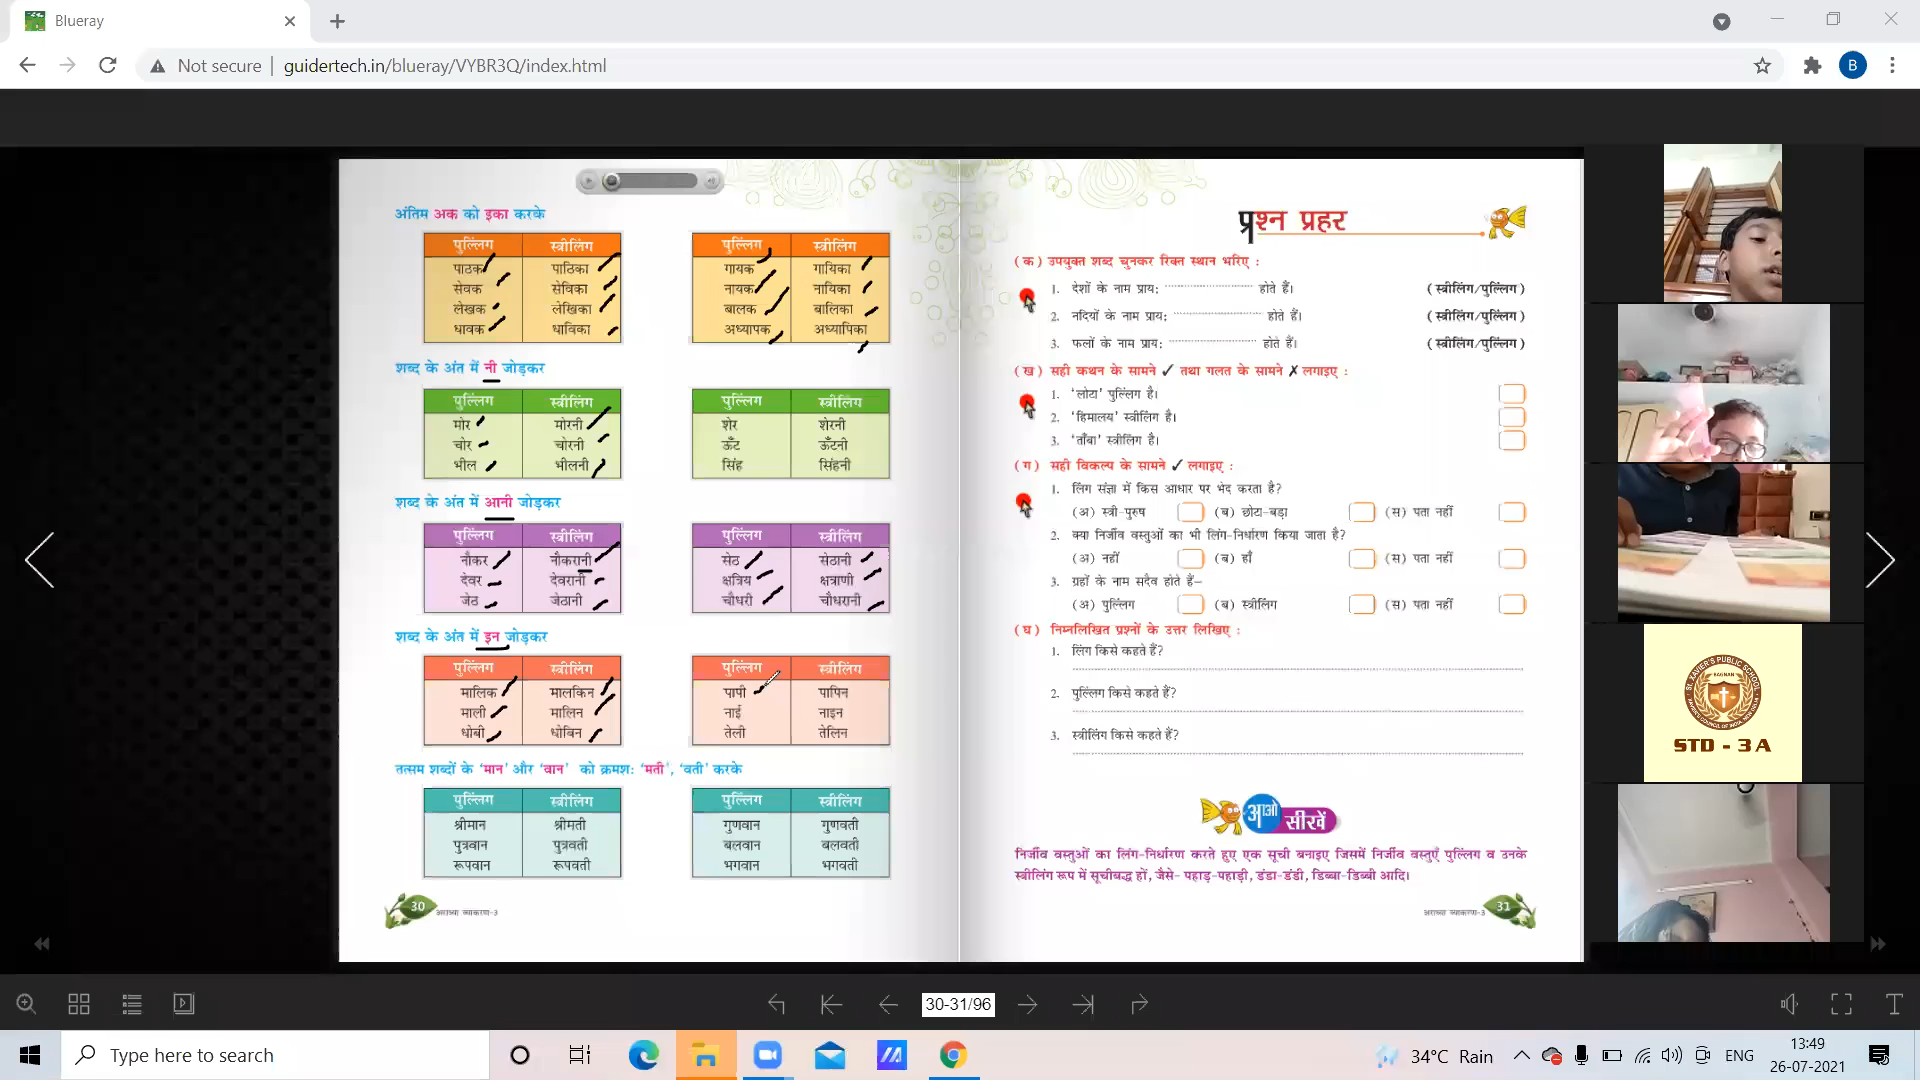 Blueray
Not secure | guidertech.in/blueray/VYBR3Q/index.html
B
अंतिम अक को इका करके
पुल्लिंग स्त्रीलिंग
पाठक पाठिका
सेवक सेविका
लेखक लेखिका
धावक धाविका
पुल्लिंग स्त्रीलिंग
गायक गायिका
नायक नायिका
बालक बालिका
अध्यापक अध्यापिका
शब्द के अंत में नी जोड़कर
पुल्लिंग स्त्रीलिंग
मोर मोरनी
चोर चोरनी
भील भीलनी
पुल्लिंग स्त्रीलिंग
शेर शेरनी
ऊँट ऊँटनी
सिंह सिंहनी
शब्द के अंत में आनी जोड़कर
पुल्लिंग स्त्रीलिंग
नौकर नौकरानी
देवर देवरानी
जेठ जेठानी
पुल्लिंग स्त्रीलिंग
सेठ सेठानी
क्षत्रिय क्षत्राणी
चौधरी चौधरानी
शब्द के अंत में इन जोड़कर
पुल्लिंग स्त्रीलिंग
मालिक मालकिन
माली मालिन
धोबी धोबिन
पुल्लिंग स्त्रीलिंग
पापी पापिन
नाई नाइन
तेली तेलिन
तत्सम शब्दों के 'मान' और 'वान' को क्रमशः 'मती', 'वती' करके
पुल्लिंग स्त्रीलिंग
श्रीमान श्रीमती
पुत्रवान पुत्रवती
रूपवान रूपवती
पुल्लिंग स्त्रीलिंग
गुणवान गुणवती
बलवान बलवती
भगवान भगवती
30 अराध्या व्याकरण-3
प्रश्न प्रहर
(क) उपयुक्त शब्द चुनकर रिक्त स्थान भरिए :
1. देशों के नाम प्राय: .................... होते हैं। (स्त्रीलिंग/पुल्लिंग)
2. नदियों के नाम प्राय: .................... होते हैं। (स्त्रीलिंग/पुल्लिंग)
3. फलों के नाम प्राय: .................... होते हैं। (स्त्रीलिंग/पुल्लिंग)
(ख) सही कथन के सामने ✓ तथा गलत के सामने ✗ लगाइए :
1. 'लोटा' पुल्लिंग है।
2. 'हिमालय' स्त्रीलिंग है।
3. 'ताँबा' स्त्रीलिंग है।
(ग) सही विकल्प के सामने ✓ लगाइए :
1. लिंग संज्ञा में किस आधार पर भेद करता है?
(अ) स्त्री-पुरुष (ब) छोटा-बड़ा (स) पता नहीं
2. क्या निर्जीव वस्तुओं का भी लिंग-निर्धारण किया जाता है?
(अ) नहीं (ब) हाँ (स) पता नहीं
3. ग्रहों के नाम सदैव होते हैं–
(अ) पुल्लिंग (ब) स्त्रीलिंग (स) पता नहीं
(घ) निम्नलिखित प्रश्नों के उत्तर लिखिए :
1. लिंग किसे कहते हैं?
2. पुल्लिंग किसे कहते हैं?
3. स्त्रीलिंग किसे कहते हैं?
आओ सीखें
निर्जीव वस्तुओं का लिंग-निर्धारण करते हुए एक सूची बनाइए जिसमें निर्जीव वस्तुएँ पुल्लिंग व उनके
स्त्रीलिंग रूप में सूचीबद्ध हों, जैसे- पहाड़-पहाड़ी, डंडा-डंडी, डिब्बा-डिब्बी आदि।
अराध्या व्याकरण-3 31
STD - 3 A
30-31/96
T
Type here to search
34°C Rain
ENG
13:49
26-07-2021